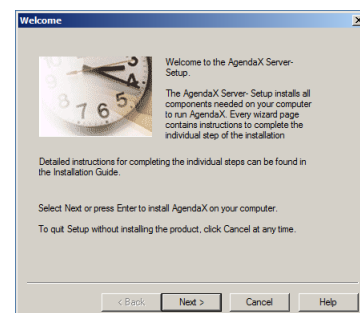 Welcome
Welcome to the AgendaX Server-
Setup.
The AgendaX Server- Setup installs all
components needed on your computer
to run AgendaX. Every wizard page
contains instructions to complete the
individual step of the installation
Detailed instructions for completing the individual steps can be found in
the Installation Guide.
Select Next or press Enter to install AgendaX on your computer.
To quit Setup without installing the product, click Cancel at any time.
< Back
Next >
Cancel
Help